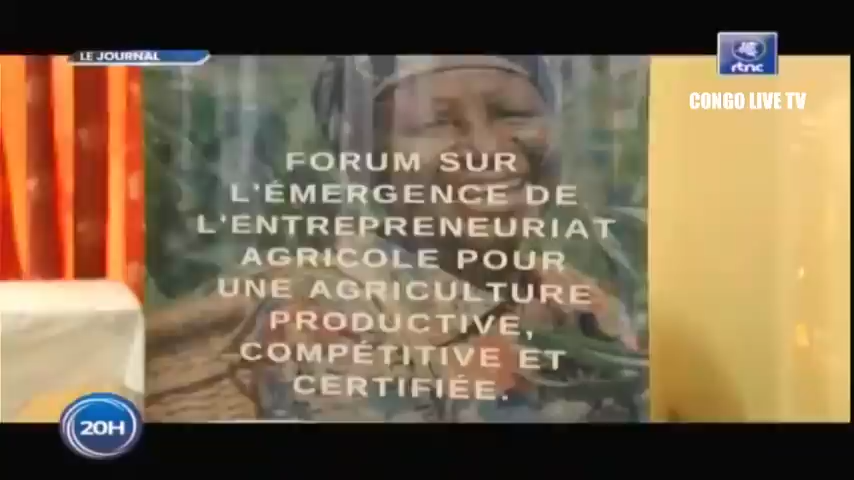 LE JOURNAL
rtnc
CONGO LIVE TV
FORUM SUR
L'ÉMERGENCE DE
L'ENTREPRENEURIAT
AGRICOLE POUR
UNE AGRICULTURE
PRODUCTIVE,
COMPÉTITIVE ET
CERTIFIÉE.
20H